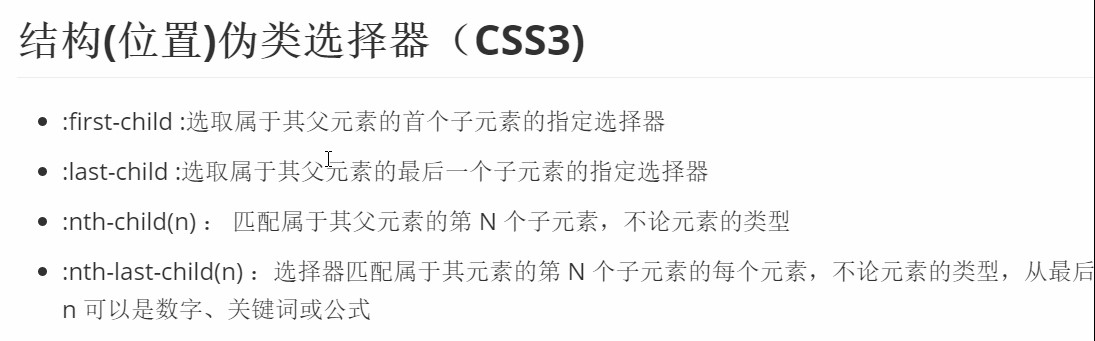 结构(位置)伪类选择器（CSS3)
:first-child :选取属于其父元素的首个子元素的指定选择器
:last-child :选取属于其父元素的最后一个子元素的指定选择器
:nth-child(n) ： 匹配属于其父元素的第 N 个子元素，不论元素的类型
:nth-last-child(n) ：选择器匹配属于其元素的第 N 个子元素的每个元素，不论元素的类型，从最后
n 可以是数字、关键词或公式